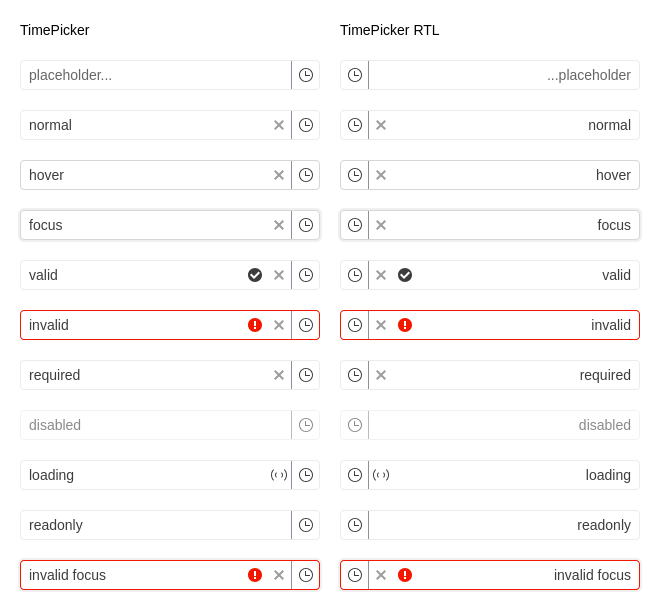 TimePicker TimePicker RTL
placeholder... ...placeholder
normal normal
hover hover
focus focus
valid valid
invalid invalid
required required
disabled disabled
loading loading
readonly readonly
invalid focus invalid focus